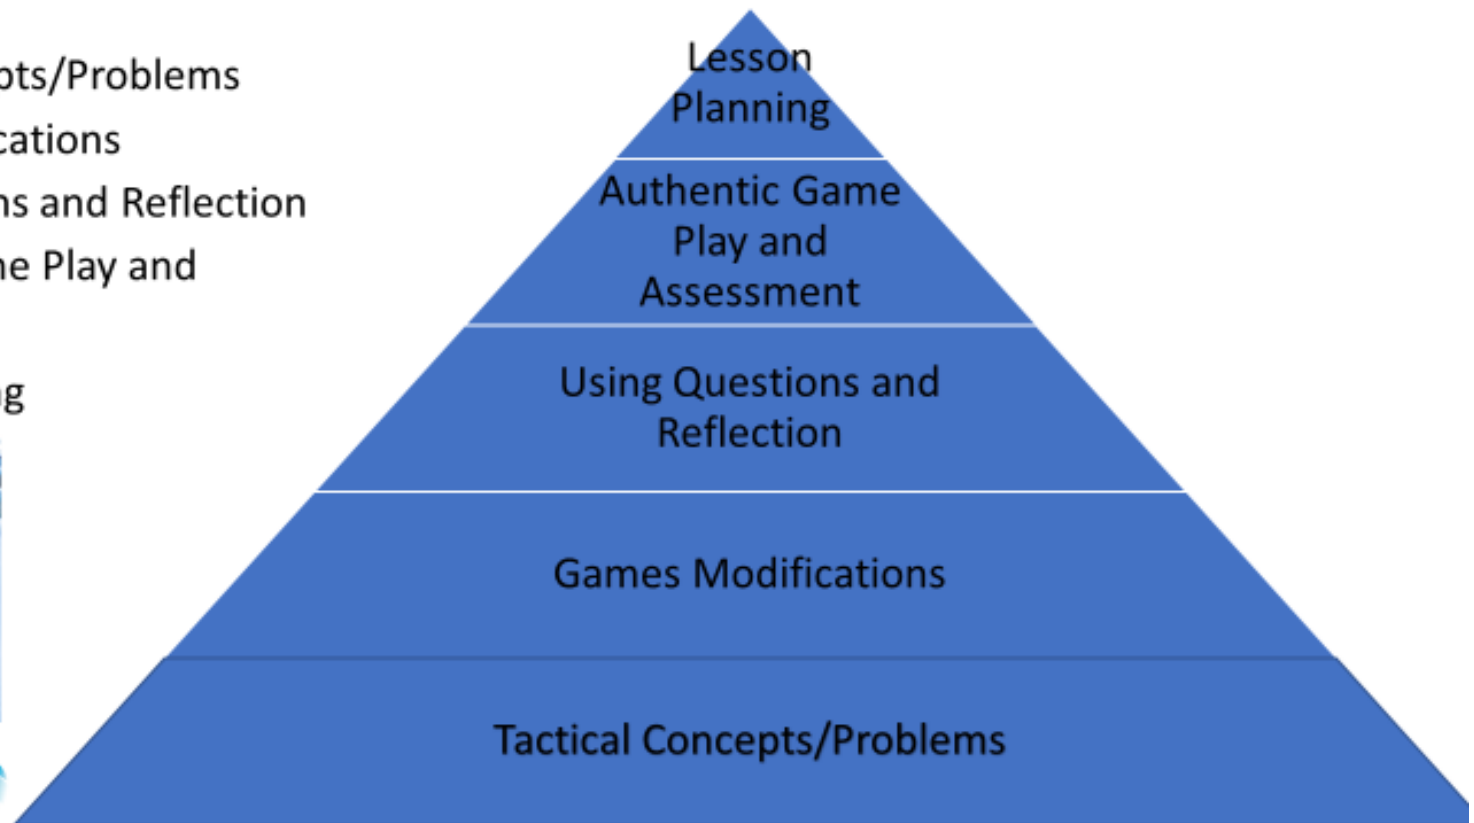 pts/Problems
cations
ns and Reflection
ne Play and
g
Lesson
Planning
Authentic Game
Play and
Assessment
Using Questions and
Reflection
Games Modifications
Tactical Concepts/Problems